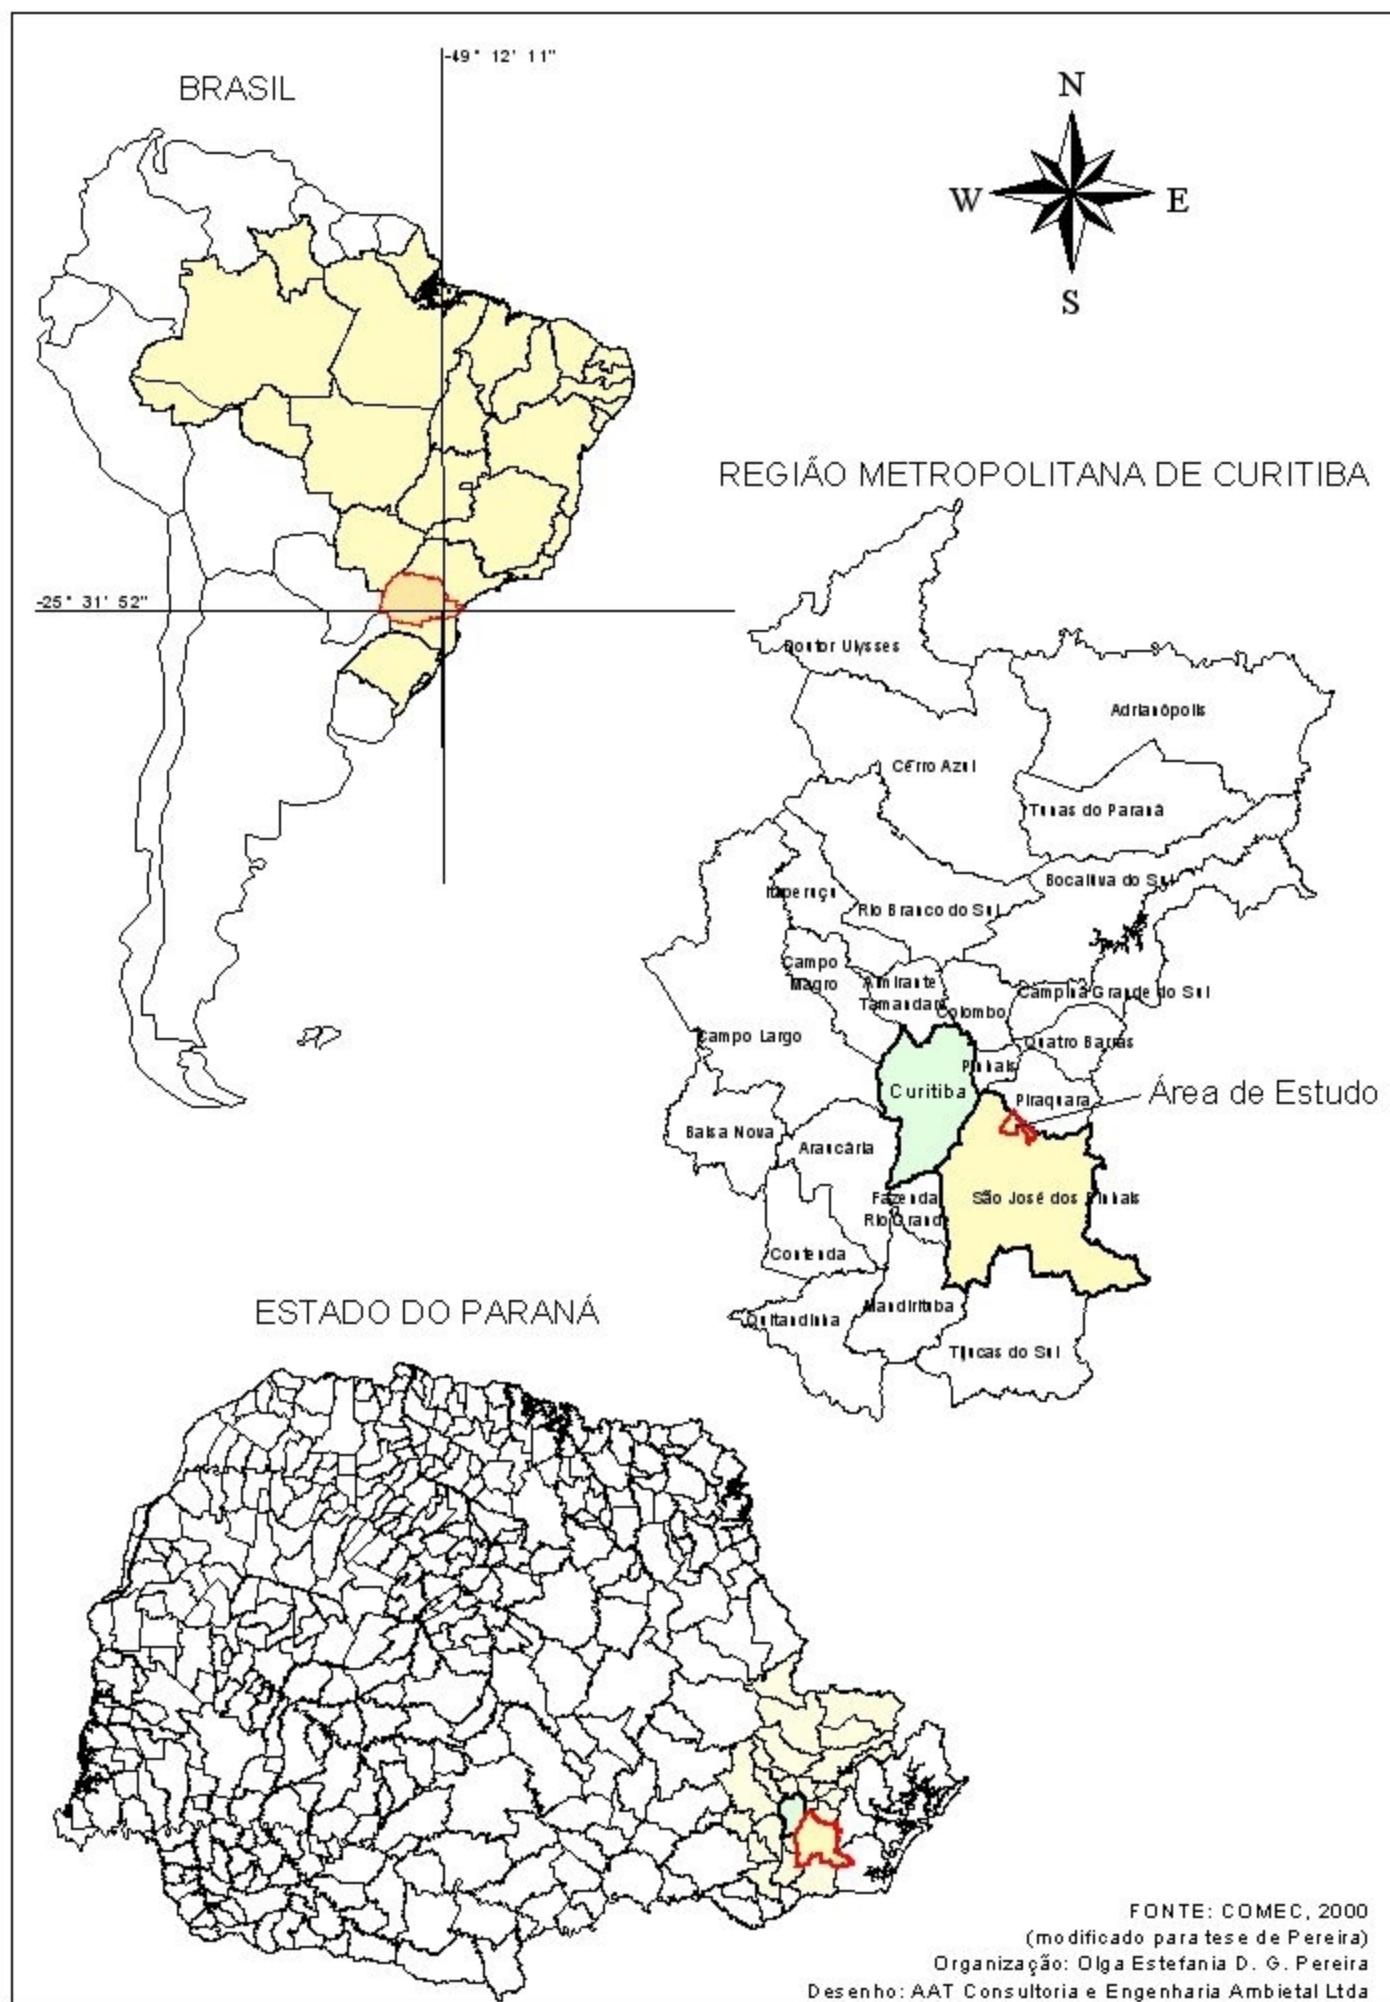 BRASIL
-49° 12' 11"
N
W
E
S
-25° 31' 52"
REGIÃO METROPOLITANA DE CURITIBA
Doutor Ulysses
Adrianópolis
Cerro Azul
Tunas do Paraná
Bocaiuva do Sul
Itaperuçu
Rio Branco do Sul
Campo
Magro
Almirante
Tamandaré
Colombo
Campina Grande do Sul
Campo Largo
Quatro Barras
Pinhais
Curitiba
Piraquara
Área de Estudo
Balsa Nova
Araucária
Fazenda
Rio Grande
São José dos Pinhais
Contenda
Quitandinha
Mandirituba
Tijucas do Sul
ESTADO DO PARANÁ
FONTE: COMEC, 2000
(modificado para tese de Pereira)
Organização: Olga Estefania D. G. Pereira
Desenho: AAT Consultoria e Engenharia Ambietal Ltda